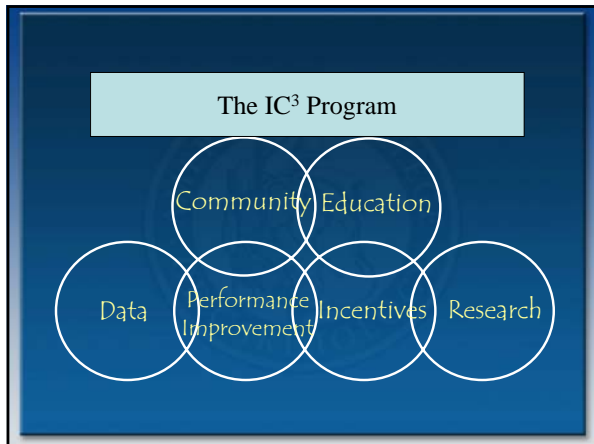 The IC³ Program
Community Education
Data Performance Improvement Incentives Research